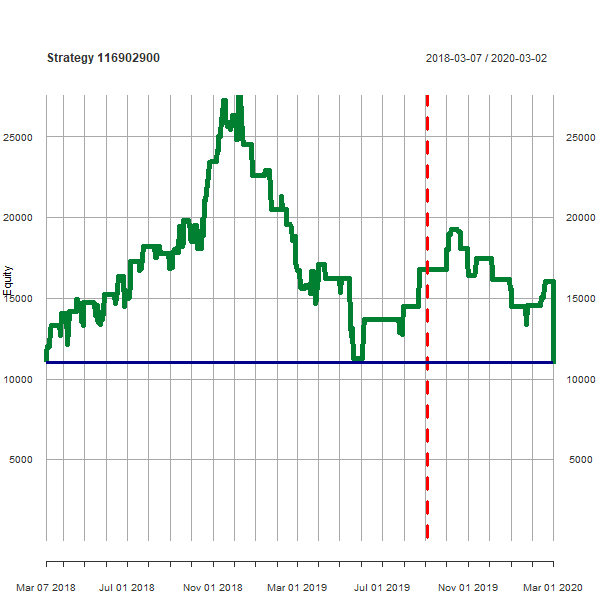 Strategy 116902900
2018-03-07 / 2020-03-02
25000
25000
20000
20000
Equity
15000
15000
10000
10000
5000
5000
Mar 07 2018
Jul 01 2018
Nov 01 2018
Mar 01 2019
Jul 01 2019
Nov 01 2019
Mar 01 2020